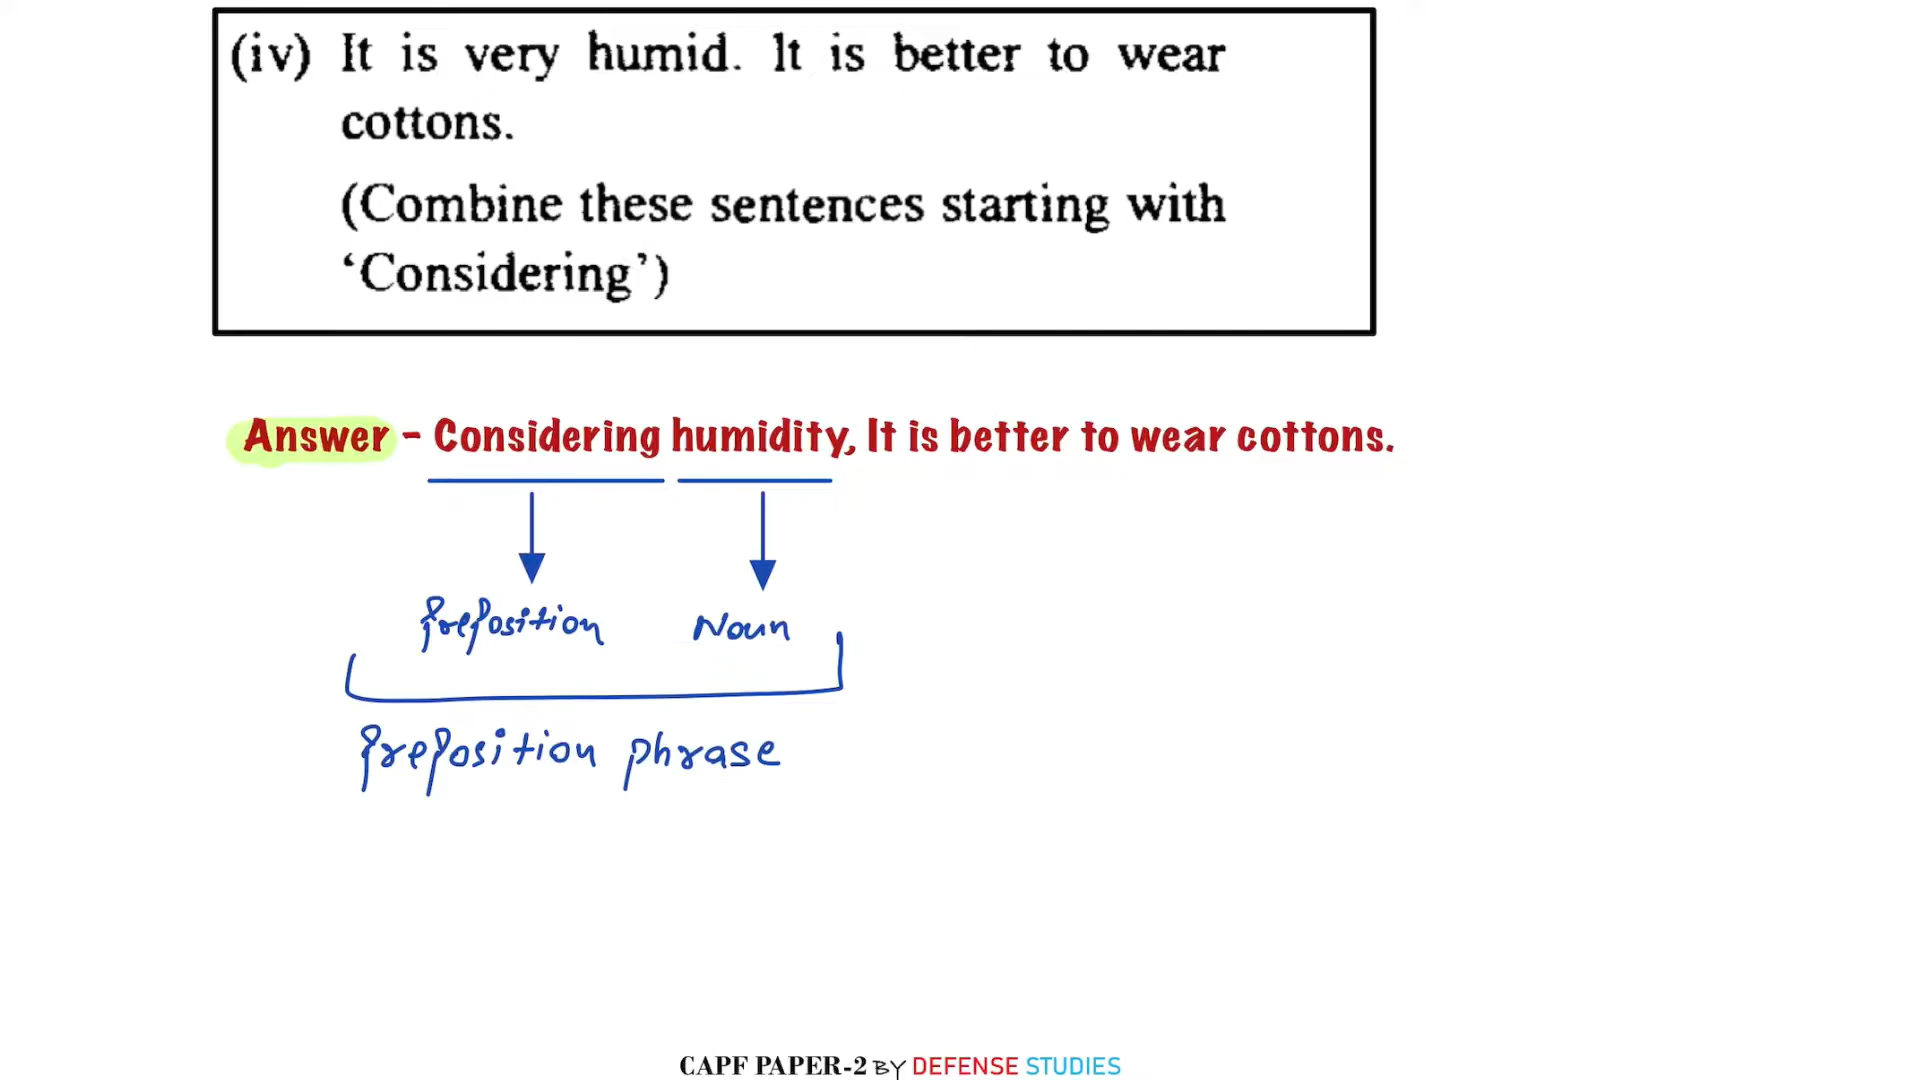 (iv) It is very humid. It is better to wear
cottons.
(Combine these sentences starting with
‘Considering’)
Answer - Considering humidity, It is better to wear cottons.
Preposition Noun
Preposition phrase
CAPF PAPER-2 BY DEFENSE STUDIES